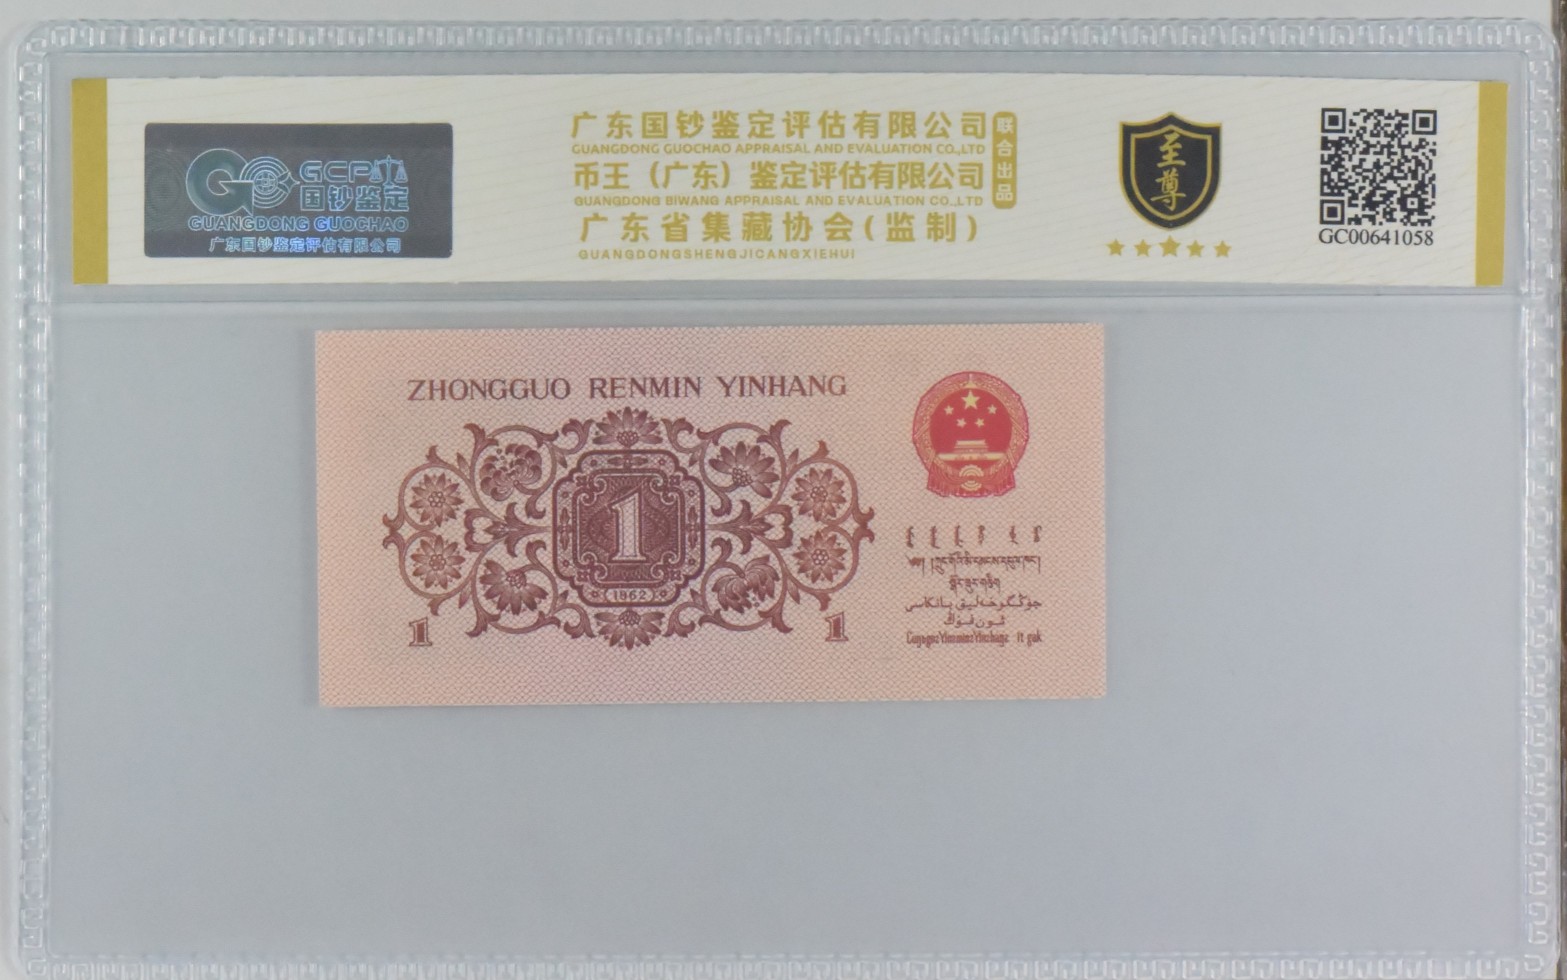 GCP
国钞鉴定
GUANGDONG GUOCHAO
广东国钞鉴定评估有限公司
广东国钞鉴定评估有限公司
GUANGDONG GUOCHAO APPRAISAL AND EVALUATION CO.,LTD
币王（广东）鉴定评估有限公司
GUANGDONG BIWANG APPRAISAL AND EVALUATION CO.,LTD
广东省集藏协会(监制)
GUANGDONGSHENGJICANGXIEHUI
联合出品
至尊
GC00641058
ZHONGGUO RENMIN YINHANG
1
1962
1
1
جۇڭگو خەلىق بانكاسى